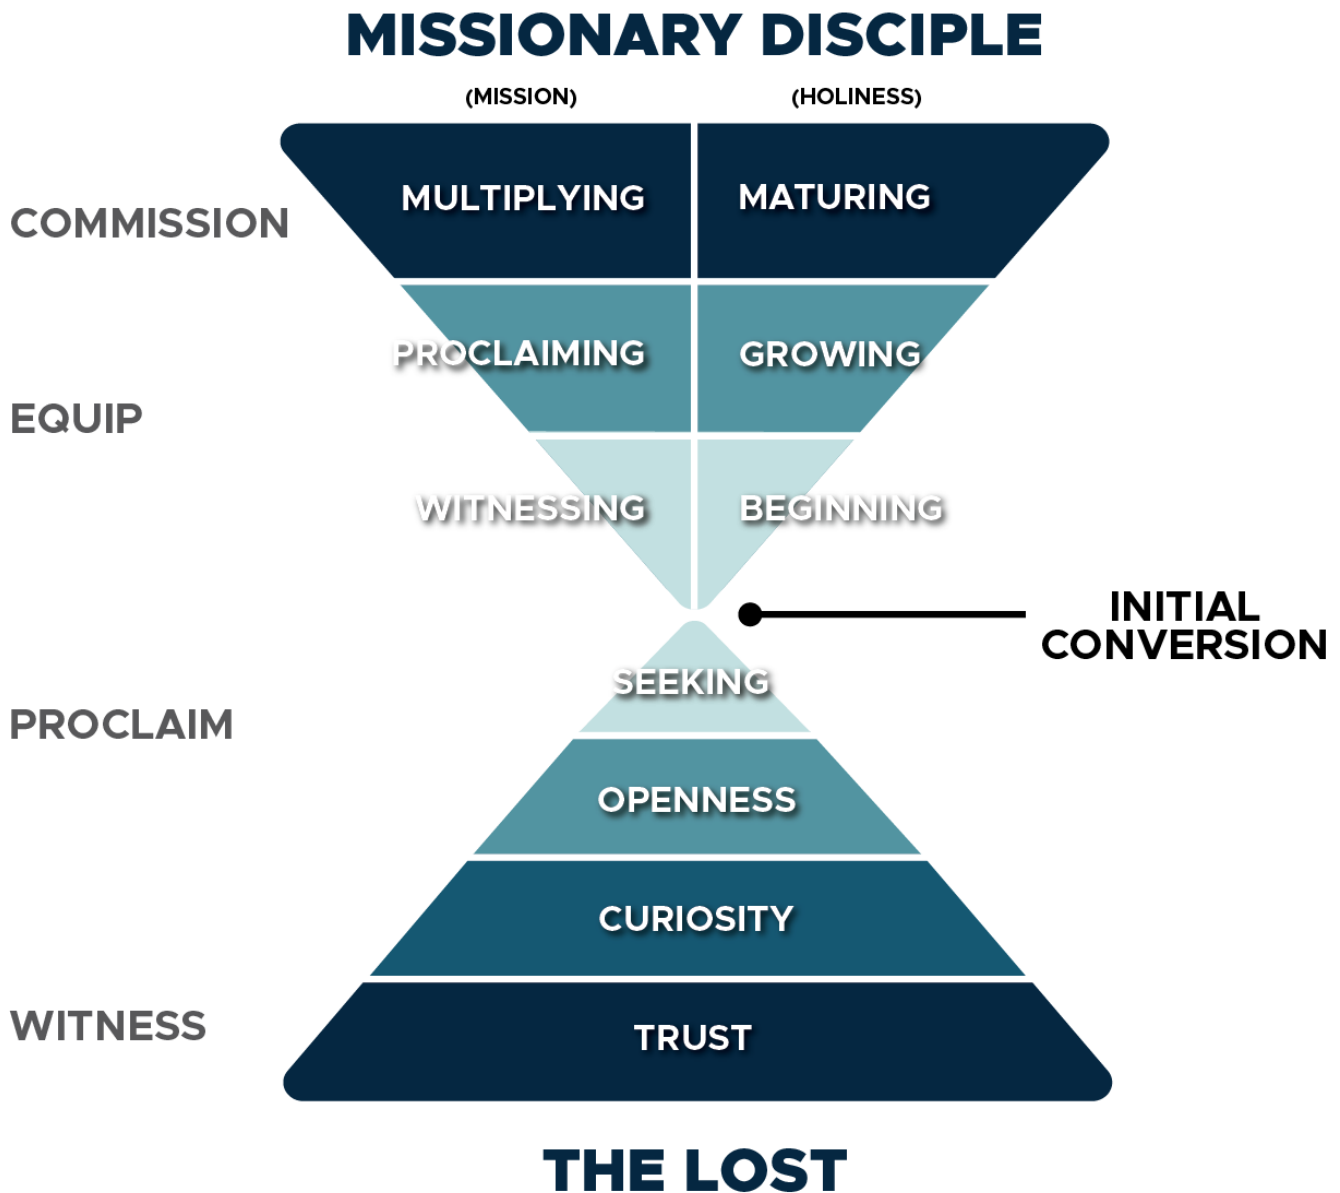 MISSIONARY DISCIPLE
(MISSION) (HOLINESS)
MULTIPLYING MATURING
COMMISSION
PROCLAIMING GROWING
EQUIP
WITNESSING BEGINNING
INITIAL
CONVERSION
SEEKING
PROCLAIM
OPENNESS
CURIOSITY
WITNESS
TRUST
THE LOST